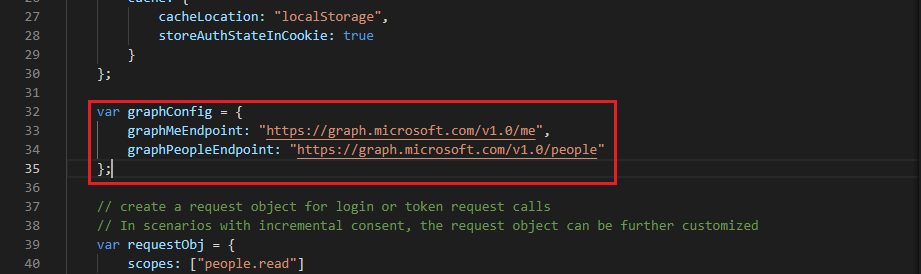 26 cache: {
27 cacheLocation: "localStorage",
28 storeAuthStateInCookie: true
29 }
30 };
31
32 var graphConfig = {
33 graphMeEndpoint: "https://graph.microsoft.com/v1.0/me",
34 graphPeopleEndpoint: "https://graph.microsoft.com/v1.0/people"
35 };
36
37 // create a request object for login or token request calls
38 // In scenarios with incremental consent, the request object can be further customized
39 var requestObj = {
40 scopes: ["people.read"]